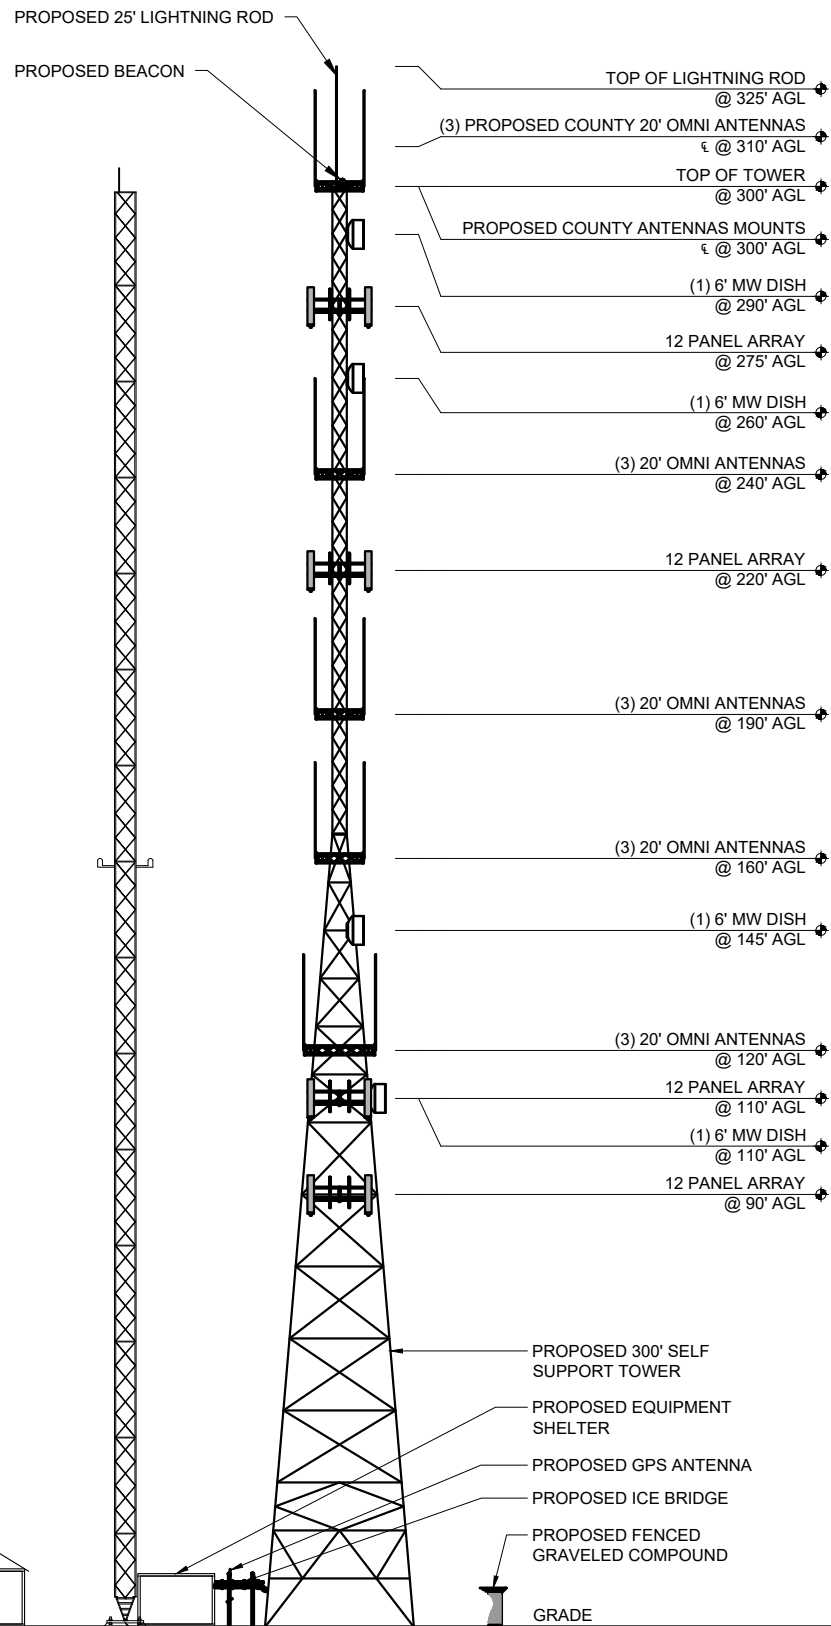 PROPOSED 25' LIGHTNING ROD
PROPOSED BEACON
TOP OF LIGHTNING ROD
@ 325' AGL
(3) PROPOSED COUNTY 20' OMNI ANTENNAS
℄ @ 310' AGL
TOP OF TOWER
@ 300' AGL
PROPOSED COUNTY ANTENNAS MOUNTS
℄ @ 300' AGL
(1) 6' MW DISH
@ 290' AGL
12 PANEL ARRAY
@ 275' AGL
(1) 6' MW DISH
@ 260' AGL
(3) 20' OMNI ANTENNAS
@ 240' AGL
12 PANEL ARRAY
@ 220' AGL
(3) 20' OMNI ANTENNAS
@ 190' AGL
(3) 20' OMNI ANTENNAS
@ 160' AGL
(1) 6' MW DISH
@ 145' AGL
(3) 20' OMNI ANTENNAS
@ 120' AGL
12 PANEL ARRAY
@ 110' AGL
(1) 6' MW DISH
@ 110' AGL
12 PANEL ARRAY
@ 90' AGL
PROPOSED 300' SELF
SUPPORT TOWER
PROPOSED EQUIPMENT
SHELTER
PROPOSED GPS ANTENNA
PROPOSED ICE BRIDGE
PROPOSED FENCED
GRAVELED COMPOUND
GRADE